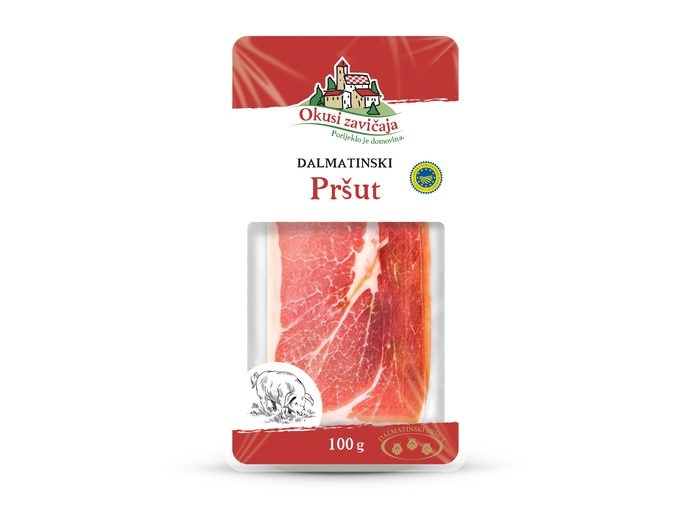 Okusi zavičaja
Porijeklo je domovina.
DALMATINSKI
Pršut
100 g
DALMATINSKI PRŠUT